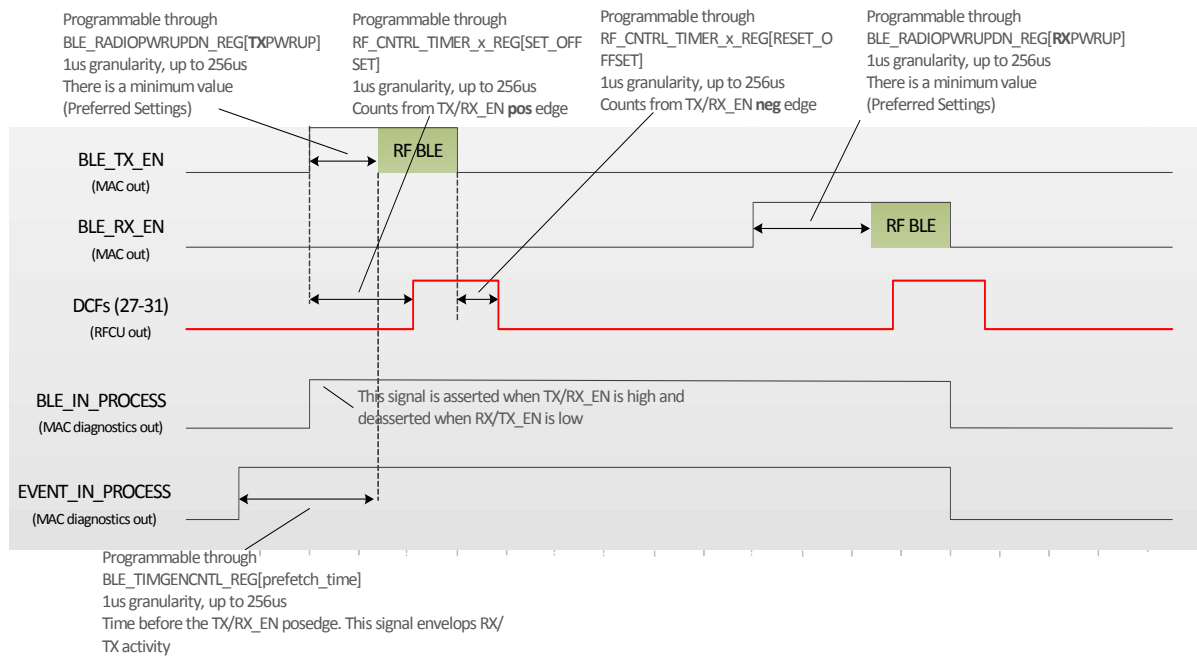 Programmable through
BLE_RADIOPWRUPDN_REG[TXPWRUP]
1us granularity, up to 256us
There is a minimum value
(Preferred Settings)
Programmable through
RF_CNTRL_TIMER_x_REG[SET_OFF
SET]
1us granularity, up to 256us
Counts from TX/RX_EN pos edge
Programmable through
RF_CNTRL_TIMER_x_REG[RESET_O
FFSET]
1us granularity, up to 256us
Counts from TX/RX_EN neg edge
Programmable through
BLE_RADIOPWRUPDN_REG[RXPWRUP]
1us granularity, up to 256us
There is a minimum value
(Preferred Settings)
BLE_TX_EN
(MAC out)
RF BLE
BLE_RX_EN
(MAC out)
RF BLE
DCFs (27-31)
(RFCU out)
BLE_IN_PROCESS
(MAC diagnostics out)
This signal is asserted when TX/RX_EN is high and
deasserted when RX/TX_EN is low
EVENT_IN_PROCESS
(MAC diagnostics out)
Programmable through
BLE_TIMGENCNTL_REG[prefetch_time]
1us granularity, up to 256us
Time before the TX/RX_EN posedge. This signal envelops RX/
TX activity